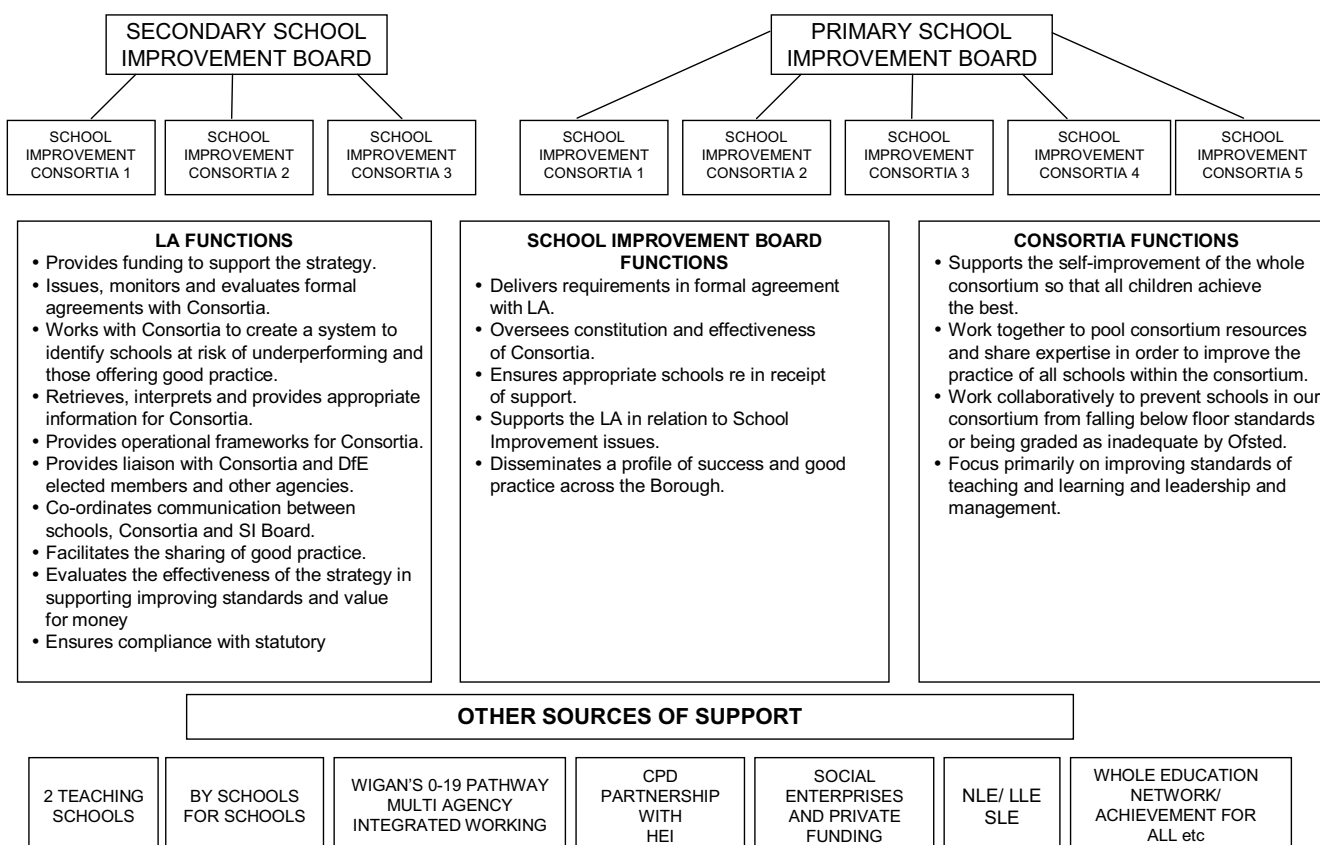 SECONDARY SCHOOL
IMPROVEMENT BOARD
PRIMARY SCHOOL
IMPROVEMENT BOARD
SCHOOL
IMPROVEMENT
CONSORTIA 1
SCHOOL
IMPROVEMENT
CONSORTIA 2
SCHOOL
IMPROVEMENT
CONSORTIA 3
SCHOOL
IMPROVEMENT
CONSORTIA 1
SCHOOL
IMPROVEMENT
CONSORTIA 2
SCHOOL
IMPROVEMENT
CONSORTIA 3
SCHOOL
IMPROVEMENT
CONSORTIA 4
SCHOOL
IMPROVEMENT
CONSORTIA 5
LA FUNCTIONS
• Provides funding to support the strategy.
• Issues, monitors and evaluates formal
agreements with Consortia.
• Works with Consortia to create a system to
identify schools at risk of underperforming and
those offering good practice.
• Retrieves, interprets and provides appropriate
information for Consortia.
• Provides operational frameworks for Consortia.
• Provides liaison with Consortia and DfE
elected members and other agencies.
• Co-ordinates communication between
schools, Consortia and SI Board.
• Facilitates the sharing of good practice.
• Evaluates the effectiveness of the strategy in
supporting improving standards and value
for money
• Ensures compliance with statutory
SCHOOL IMPROVEMENT BOARD
FUNCTIONS
• Delivers requirements in formal agreement
with LA.
• Oversees constitution and effectiveness
of Consortia.
• Ensures appropriate schools re in receipt
of support.
• Supports the LA in relation to School
Improvement issues.
• Disseminates a profile of success and good
practice across the Borough.
CONSORTIA FUNCTIONS
• Supports the self-improvement of the whole
consortium so that all children achieve
the best.
• Work together to pool consortium resources
and share expertise in order to improve the
practice of all schools within the consortium.
• Work collaboratively to prevent schools in our
consortium from falling below floor standards
or being graded as inadequate by Ofsted.
• Focus primarily on improving standards of
teaching and learning and leadership and
management.
OTHER SOURCES OF SUPPORT
2 TEACHING
SCHOOLS
BY SCHOOLS
FOR SCHOOLS
WIGAN'S 0-19 PATHWAY
MULTI AGENCY
INTEGRATED WORKING
CPD
PARTNERSHIP
WITH
HEI
SOCIAL
ENTERPRISES
AND PRIVATE
FUNDING
NLE/ LLE
SLE
WHOLE EDUCATION
NETWORK/
ACHIEVEMENT FOR
ALL etc